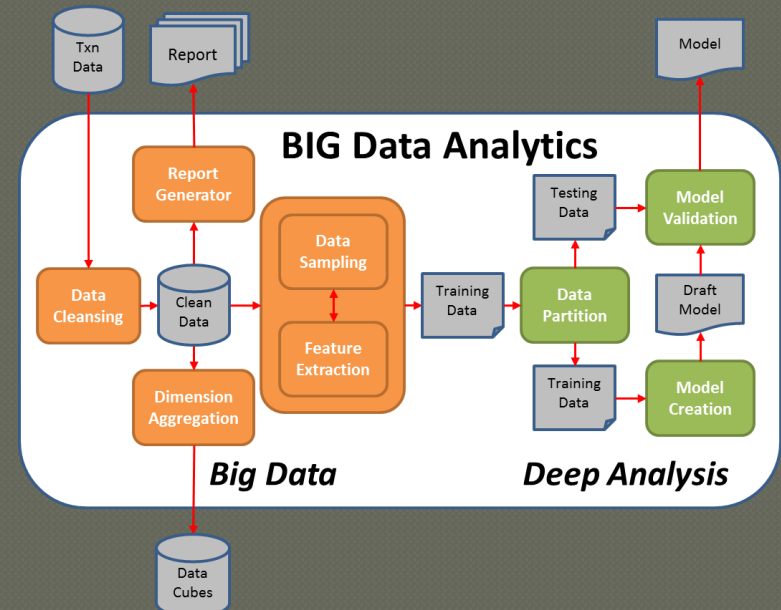 Txn
Data
Report
Model
BIG Data Analytics
Report
Generator
Data
Sampling
Testing
Data
Model
Validation
Data
Cleansing
Clean
Data
Training
Data
Data
Partition
Draft
Model
Feature
Extraction
Dimension
Aggregation
Training
Data
Model
Creation
Big Data
Deep Analysis
Data
Cubes